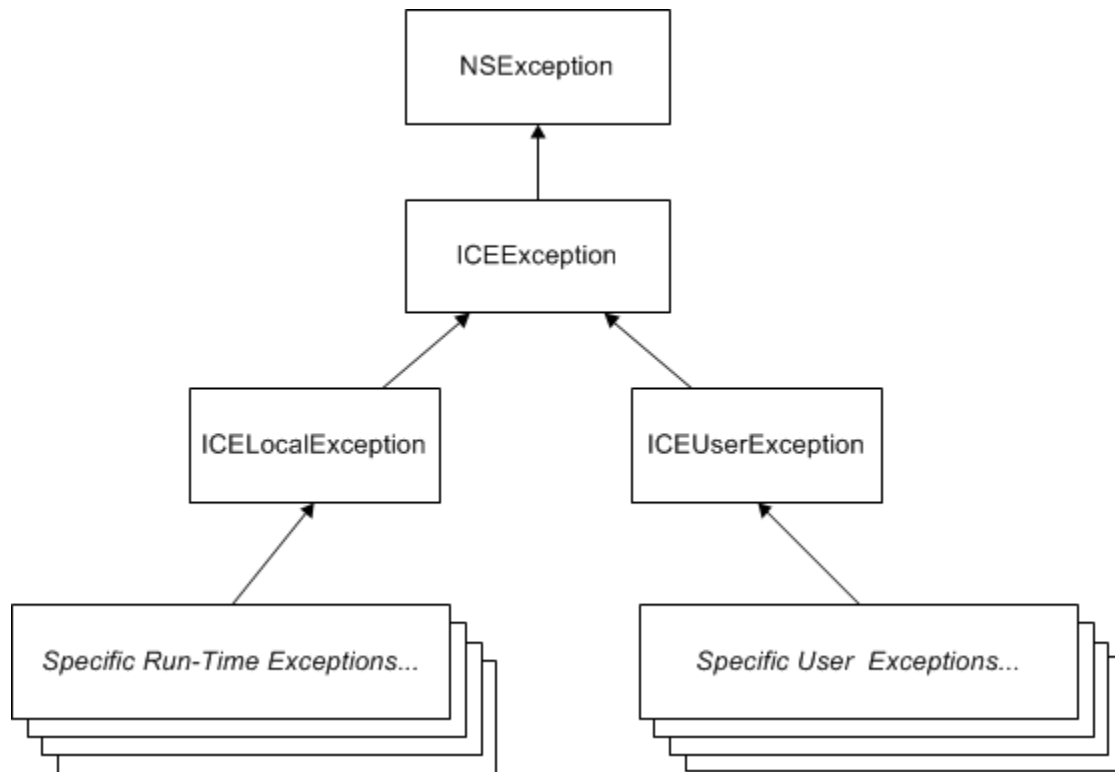 NSException
ICEException
ICELocalException
ICEUserException
Specific Run-Time Exceptions...
Specific User Exceptions...